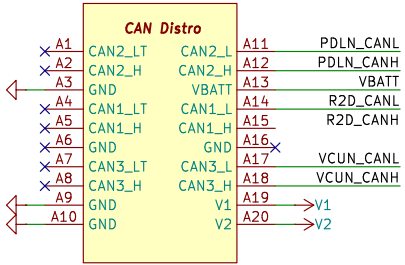 CAN Distro
A1 CAN2_LT CAN2_L A11 PDLN_CANL
A2 CAN2_H CAN2_H A12 PDLN_CANH
A3 GND VBATT A13 VBATT
A4 CAN1_LT CAN1_L A14 R2D_CANL
A5 CAN1_H CAN1_H A15 R2D_CANH
A6 GND GND A16
A7 CAN3_LT CAN3_L A17 VCUN_CANL
A8 CAN3_H CAN3_H A18 VCUN_CANH
A9 GND V1 A19 V1
A10 GND V2 A20 V2